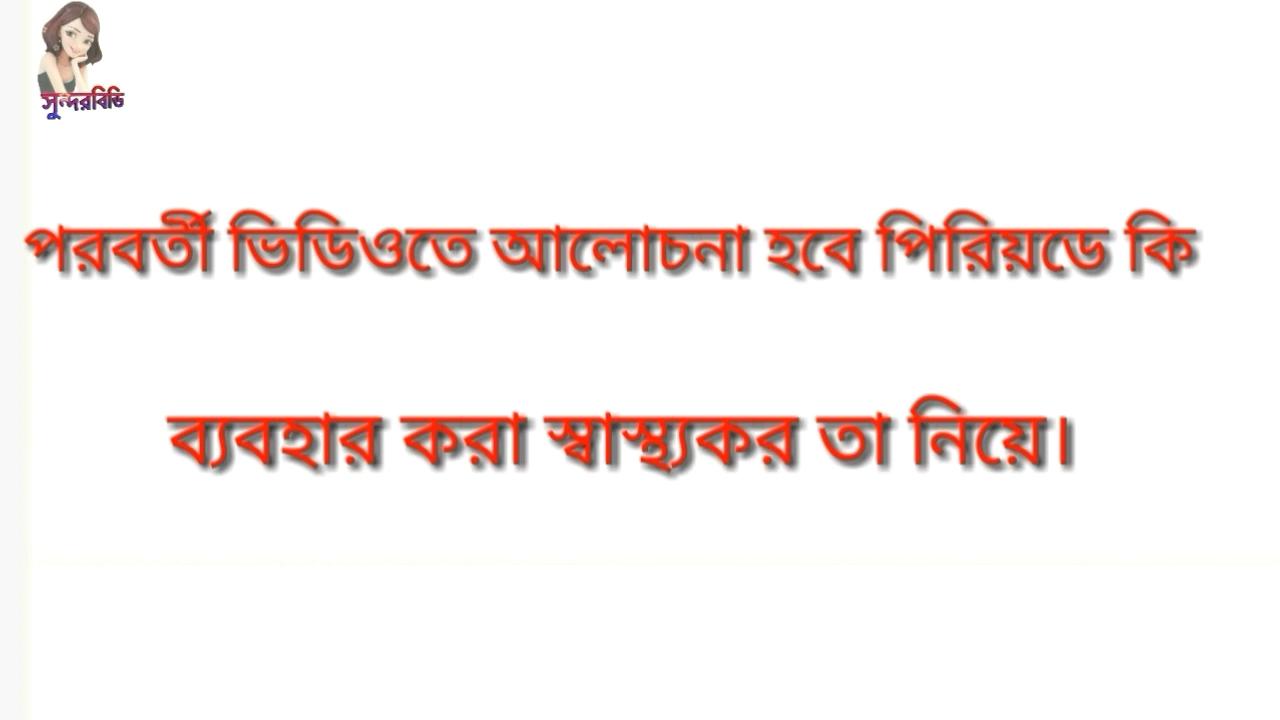 সুন্দরবিডি
পরবর্তী ভিডিওতে আলোচনা হবে পিরিয়ডে কি
ব্যবহার করা স্বাস্থ্যকর তা নিয়ে।